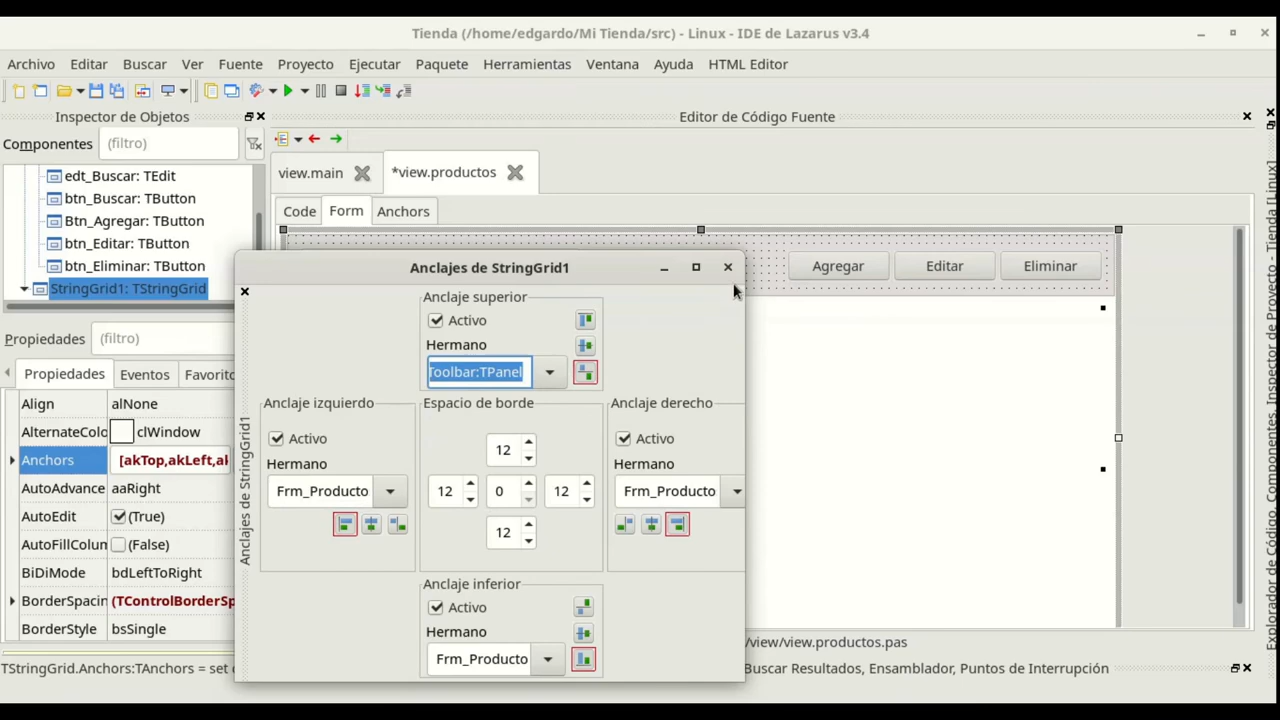 Tienda (/home/edgardo/Mi Tienda/src) - Linux - IDE de Lazarus v3.4
Archivo Editar Buscar Ver Fuente Proyecto Ejecutar Paquete Herramientas Ventana Ayuda HTML Editor
Inspector de Objetos
Editor de Código Fuente
Componentes (filtro)
view.main *view.productos
edt_Buscar: TEdit
btn_Buscar: TButton
Btn_Agregar: TButton
btn_Editar: TButton
btn_Eliminar: TButton
StringGrid1: TStringGrid
Code Form Anchors
Agregar Editar Eliminar
Propiedades (filtro)
Propiedades Eventos Favorito
Align alNone
AlternateColo clWindow
Anchors [akTop,akLeft,ak
AutoAdvance aaRight
AutoEdit (True)
AutoFillColum (False)
BiDiMode bdLeftToRight
BorderSpacin (TControlBorderSp
BorderStyle bsSingle
TStringGrid.Anchors:TAnchors = set
Anclajes de StringGrid1
Anclajes de StringGrid1
Anclaje superior
Activo
Hermano
Toolbar:TPanel
Anclaje izquierdo
Activo
Hermano
Frm_Producto
Espacio de borde
12
12 0 12
12
Anclaje derecho
Activo
Hermano
Frm_Producto
Anclaje inferior
Activo
Hermano
Frm_Producto
/view/view.productos.pas
Buscar Resultados, Ensamblador, Puntos de Interrupción
Explorador de Código, Componentes, Inspector de Proyecto - Tienda [Linux]